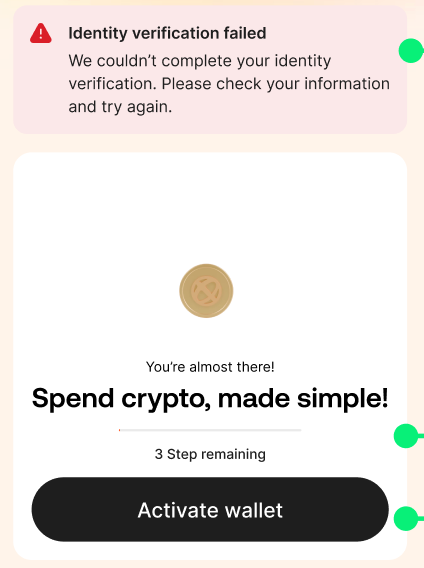 Identity verification failed
We couldn’t complete your identity
verification. Please check your information
and try again.
You’re almost there!
Spend crypto, made simple!
3 Step remaining
Activate wallet